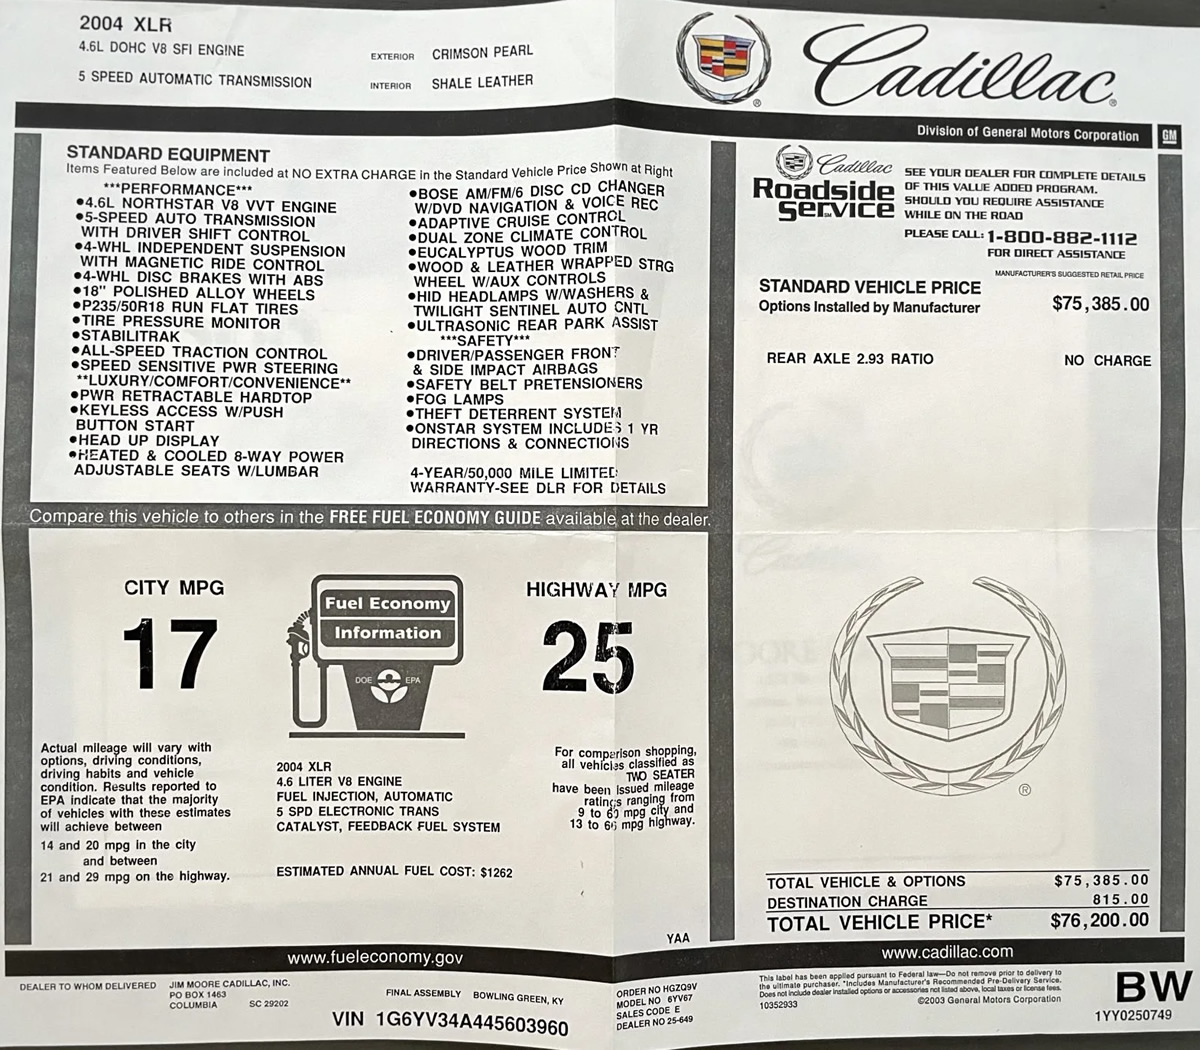 2004 XLR
4.6L DOHC V8 SFI ENGINE
5 SPEED AUTOMATIC TRANSMISSION
EXTERIOR CRIMSON PEARL
INTERIOR SHALE LEATHER
Cadillac
Division of General Motors Corporation
GM
STANDARD EQUIPMENT
Items Featured Below are included at NO EXTRA CHARGE in the Standard Vehicle Price Shown at Right
***PERFORMANCE***
•4.6L NORTHSTAR V8 VVT ENGINE
•5-SPEED AUTO TRANSMISSION
WITH DRIVER SHIFT CONTROL
•4-WHL INDEPENDENT SUSPENSION
WITH MAGNETIC RIDE CONTROL
•4-WHL DISC BRAKES WITH ABS
•18" POLISHED ALLOY WHEELS
•P235/50R18 RUN FLAT TIRES
•TIRE PRESSURE MONITOR
•STABILITRAK
•ALL-SPEED TRACTION CONTROL
•SPEED SENSITIVE PWR STEERING
**LUXURY/COMFORT/CONVENIENCE**
•PWR RETRACTABLE HARDTOP
•KEYLESS ACCESS W/PUSH
BUTTON START
•HEAD UP DISPLAY
•HEATED & COOLED 8-WAY POWER
ADJUSTABLE SEATS W/LUMBAR
•BOSE AM/FM/6 DISC CD CHANGER
W/DVD NAVIGATION & VOICE REC
•ADAPTIVE CRUISE CONTROL
•DUAL ZONE CLIMATE CONTROL
•EUCALYPTUS WOOD TRIM
•WOOD & LEATHER WRAPPED STRG
WHEEL W/AUX CONTROLS
•HID HEADLAMPS W/WASHERS &
TWILIGHT SENTINEL AUTO CNTL
•ULTRASONIC REAR PARK ASSIST
***SAFETY***
•DRIVER/PASSENGER FRONT
& SIDE IMPACT AIRBAGS
•SAFETY BELT PRETENSIONERS
•FOG LAMPS
•THEFT DETERRENT SYSTEM
•ONSTAR SYSTEM INCLUDES 1 YR
DIRECTIONS & CONNECTIONS
4-YEAR/50,000 MILE LIMITED
WARRANTY-SEE DLR FOR DETAILS
Cadillac
Roadside
Service
SEE YOUR DEALER FOR COMPLETE DETAILS
OF THIS VALUE ADDED PROGRAM.
SHOULD YOU REQUIRE ASSISTANCE
WHILE ON THE ROAD
PLEASE CALL: 1-800-882-1112
FOR DIRECT ASSISTANCE
MANUFACTURER'S SUGGESTED RETAIL PRICE
STANDARD VEHICLE PRICE $75,385.00
Options Installed by Manufacturer
REAR AXLE 2.93 RATIO NO CHARGE
Compare this vehicle to others in the FREE FUEL ECONOMY GUIDE available at the dealer.
CITY MPG
17
Fuel Economy
Information
DOE EPA
HIGHWAY MPG
25
Actual mileage will vary with
options, driving conditions,
driving habits and vehicle
condition. Results reported to
EPA indicate that the majority
of vehicles with these estimates
will achieve between
14 and 20 mpg in the city
and between
21 and 29 mpg on the highway.
2004 XLR
4.6 LITER V8 ENGINE
FUEL INJECTION, AUTOMATIC
5 SPD ELECTRONIC TRANS
CATALYST, FEEDBACK FUEL SYSTEM
ESTIMATED ANNUAL FUEL COST: $1262
For comparison shopping,
all vehicles classified as
TWO SEATER
have been issued mileage
ratings ranging from
9 to 60 mpg city and
13 to 66 mpg highway.
YAA
TOTAL VEHICLE & OPTIONS $75,385.00
DESTINATION CHARGE 815.00
TOTAL VEHICLE PRICE* $76,200.00
www.fueleconomy.gov
www.cadillac.com
DEALER TO WHOM DELIVERED
JIM MOORE CADILLAC, INC.
PO BOX 1463
COLUMBIA SC 29202
FINAL ASSEMBLY BOWLING GREEN, KY
VIN 1G6YV34A445603960
ORDER NO HGZQ9V
MODEL NO 6YV67
SALES CODE E
DEALER NO 25-649
This label has been applied pursuant to Federal law—Do not remove prior to delivery to
the ultimate purchaser. *Includes Manufacturer's Recommended Pre-Delivery Service.
Does not include dealer installed options or accessories not listed above, local taxes or license fees.
10352933 ©2003 General Motors Corporation
BW
1YY0250749